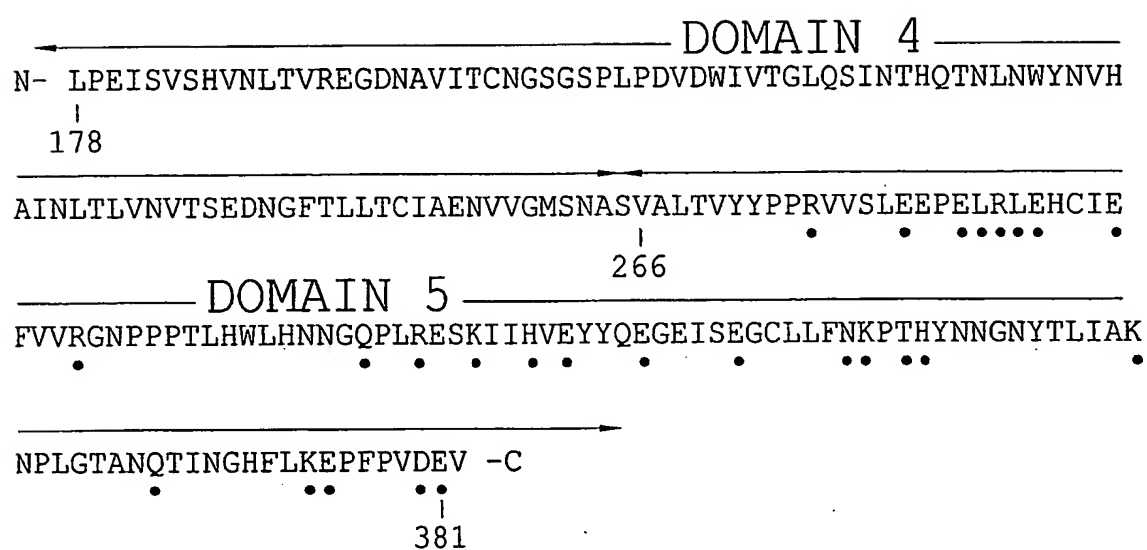 DOMAIN 4
N- LPEISVSHVNLTVREGDNAVITCNGSGSPLPDVDWIVTGLQSINTHQTNLNWYNVH
178
AINLTLVNVTSEDNGFTLLTCIAENVVGMSNASVALTVYYPPRVVSLEEPELRLEHCIE
266
DOMAIN 5
FVVRGNPPPTLHWLHNNGQPLRESKIIHVEYYQEGEISEGCLLFNKPTHYNNGNYTLIAK
NPLGTANQTINGHFLKEPFPVDEV -C
381